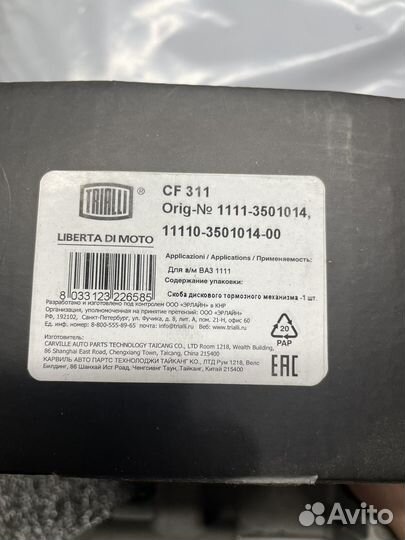 TRIALLI ®
LIBERTA DI MOTO
CF 311
Orig-№ 1111-3501014,
11110-3501014-00
Applicazioni / Applications / Применяемость:
Для а/м ВАЗ 1111
Содержание упаковки:
Скоба дискового тормозного механизма -1 шт.
8 033123 226585
Разработано и изготовлено под контролем ООО «ЭРЛАЙН» в КНР
Организация, уполномоченная на принятие претензий: ООО «ЭРЛАЙН»
РФ, 192102, Санкт-Петербург, ул. Фучика, д. 8, лит. А, пом. 21-Н, офис 60
Ед. инф. номер: 8-800-555-89-65 почта: info@trialli.ru Веб: www.trialli.ru
Изготовитель:
CARVILLE AUTO PARTS TECHNOLOGY TAICANG CO., LTD Room 1218, Wealth Building,
86 Shanghai East Road, Chengxiang Town, Taicang, China 215400
КАРВИЛЬ АВТО ПАРТС ТЕХНОЛОДЖИ ТАЙКАНГ КО., ЛТД Рум 1218, Велс
Билдинг, 86 Шанхай Ист Роад, Ченгсианг Таун, Тайканг, Китай 215400
20
PAP
EAC
Avito